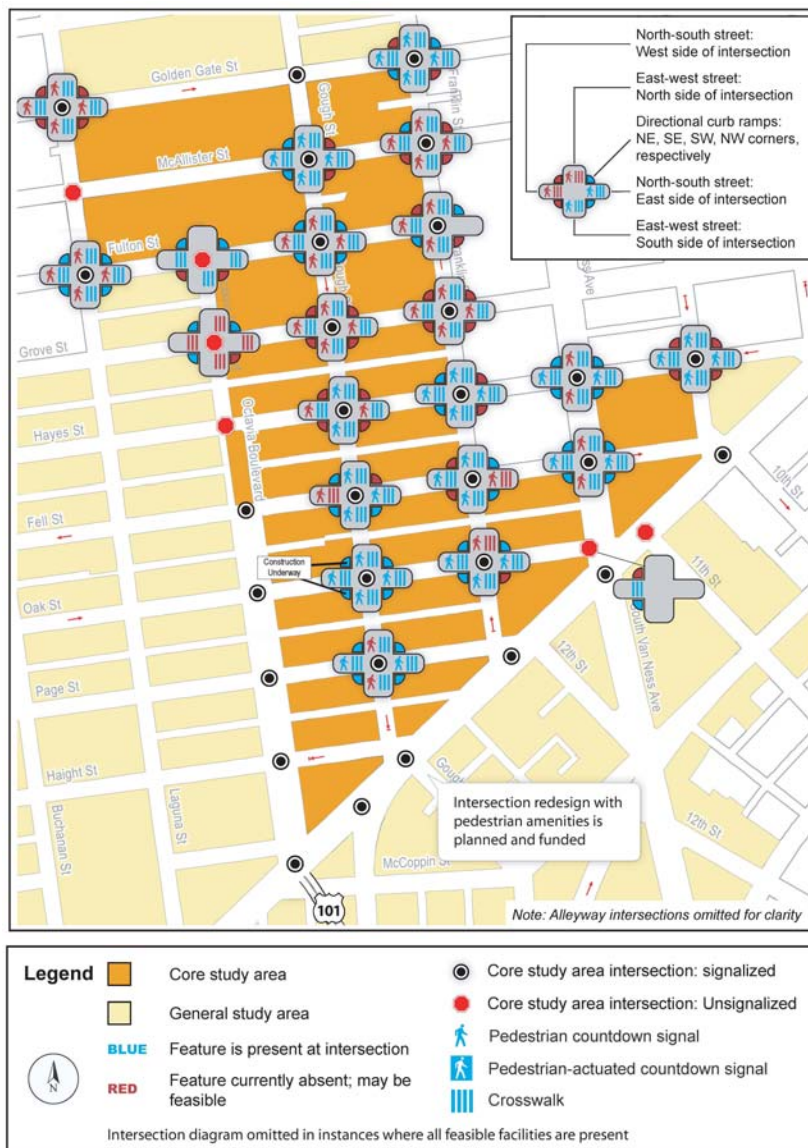 Golden Gate St
Gough St
Franklin S
North-south street:
West side of intersection
East-west street:
North side of intersection
Directional curb ramps:
NE, SE, SW, NW corners,
respectively
North-south street:
East side of intersection
East-west street:
South side of intersection
McAllister St
Fulton St
ess Ave
Grove St
Octavia Boulevard
Hayes St
10th St
Fell St
11th St
Construction
Underway
Oak St
South Van Ness Ave
12th St
Page St
Haight St
Buchanan St
Laguna St
Gough
Intersection redesign with
pedestrian amenities is
planned and funded
12th St
McCoppin St
101
Note: Alleyway intersections omitted for clarity
Legend
Core study area
General study area
BLUE Feature is present at intersection
RED Feature currently absent; may be
feasible
N
Core study area intersection: signalized
Core study area intersection: Unsignalized
Pedestrian countdown signal
Pedestrian-actuated countdown signal
Crosswalk
Intersection diagram omitted in instances where all feasible facilities are present